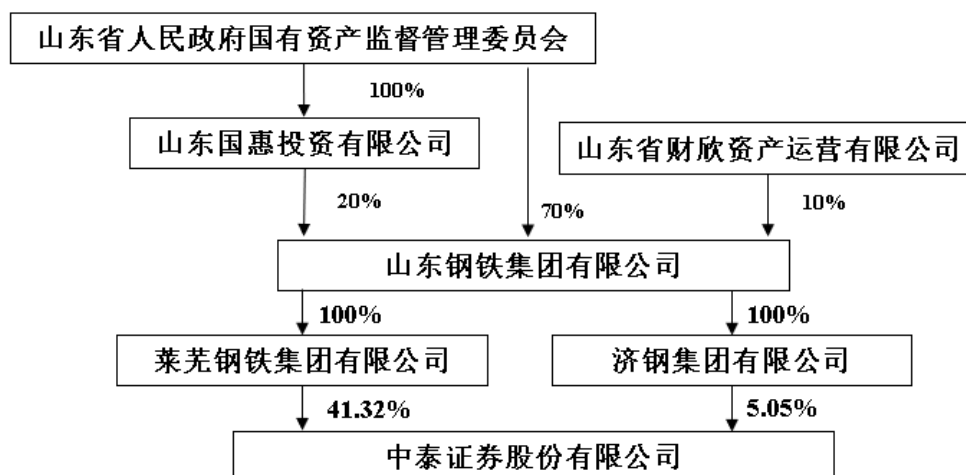 山东省人民政府国有资产监督管理委员会
100%
山东国惠投资有限公司
山东省财欣资产运营有限公司
20%
70%
10%
山东钢铁集团有限公司
100%
100%
莱芜钢铁集团有限公司
济钢集团有限公司
41.32%
5.05%
中泰证券股份有限公司